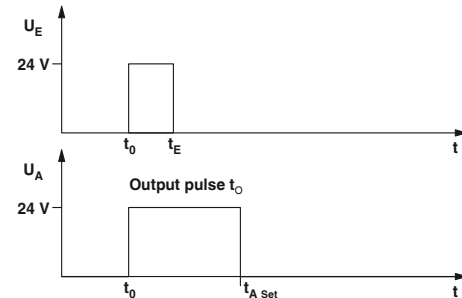 U_E
24 V
t_0 t_E t
U_A
Output pulse t_O
24 V
t_0 t_A Set t